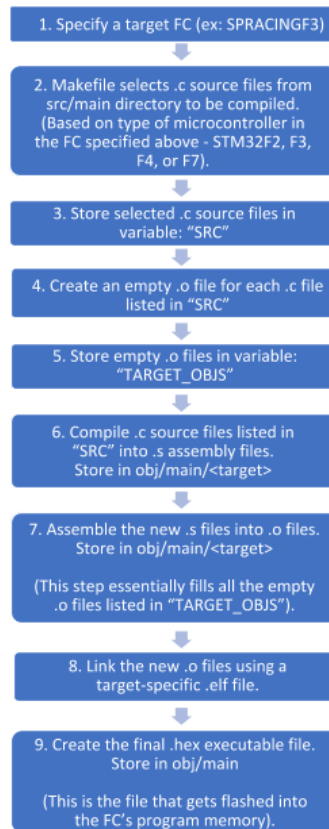 1. Specify a target FC (ex: SPRACINGF3)
2. Makefile selects .c source files from
src/main directory to be compiled.
(Based on type of microcontroller in
the FC specified above - STM32F2, F3,
F4, or F7).
3. Store selected .c source files in
variable: “SRC”
4. Create an empty .o file for each .c file
listed in “SRC”
5. Store empty .o files in variable:
“TARGET_OBJS”
6. Compile .c source files listed in
“SRC” into .s assembly files.
Store in obj/main/<target>
7. Assemble the new .s files into .o files.
Store in obj/main/<target>
(This step essentially fills all the empty
.o files listed in “TARGET_OBJS”).
8. Link the new .o files using a
target-specific .elf file.
9. Create the final .hex executable file.
Store in obj/main
(This is the file that gets flashed into
the FC’s program memory).